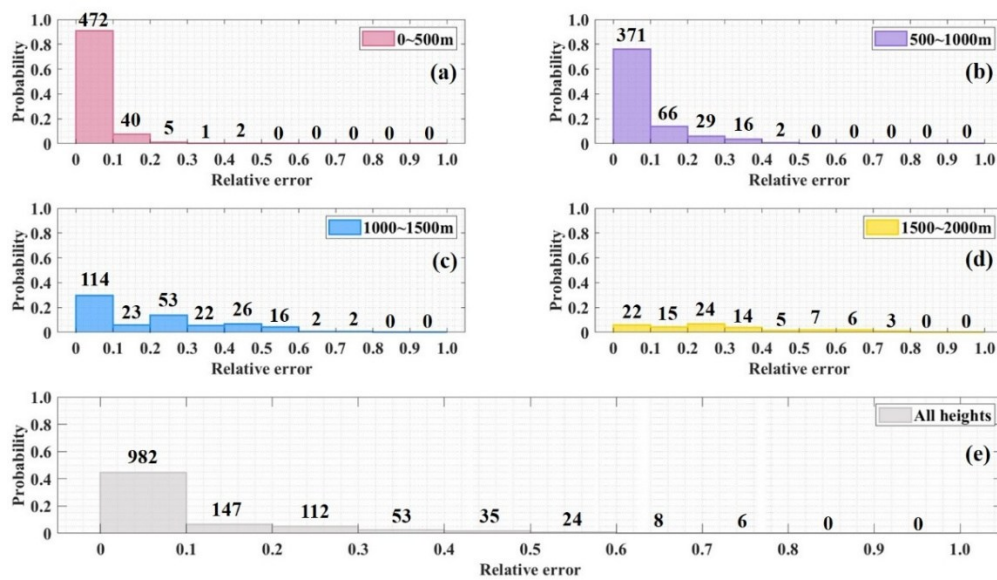 472
1.0
0~500m
0.8
(a)
0.6
Probability
0.4
40
0.2
5 1 2 0 0 0 0 0
0
0 0.1 0.2 0.3 0.4 0.5 0.6 0.7 0.8 0.9 1.0
Relative error
371
1.0
500~1000m
0.8
(b)
0.6
Probability
0.4
66
0.2
29 16 2 0 0 0 0 0
0
0 0.1 0.2 0.3 0.4 0.5 0.6 0.7 0.8 0.9 1.0
Relative error
1.0
1000~1500m
0.8
(c)
0.6
Probability
114
0.4
53
0.2
23 22 26 16 2 2 0 0
0
0 0.1 0.2 0.3 0.4 0.5 0.6 0.7 0.8 0.9 1.0
Relative error
1.0
1500~2000m
0.8
(d)
0.6
Probability
0.4
0.2
22 15 24 14 5 7 6 3 0 0
0
0 0.1 0.2 0.3 0.4 0.5 0.6 0.7 0.8 0.9 1.0
Relative error
1.0
All heights
0.8
(e)
0.6
Probability
982
0.4
0.2
147 112 53 35 24 8 6 0 0
0
0 0.1 0.2 0.3 0.4 0.5 0.6 0.7 0.8 0.9 1.0
Relative error